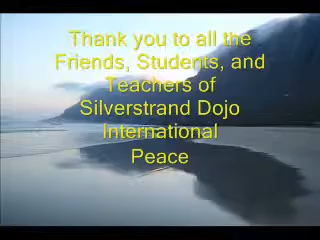 Thank you to all the
Friends, Students, and
Teachers of
Silverstrand Dojo
International
Peace